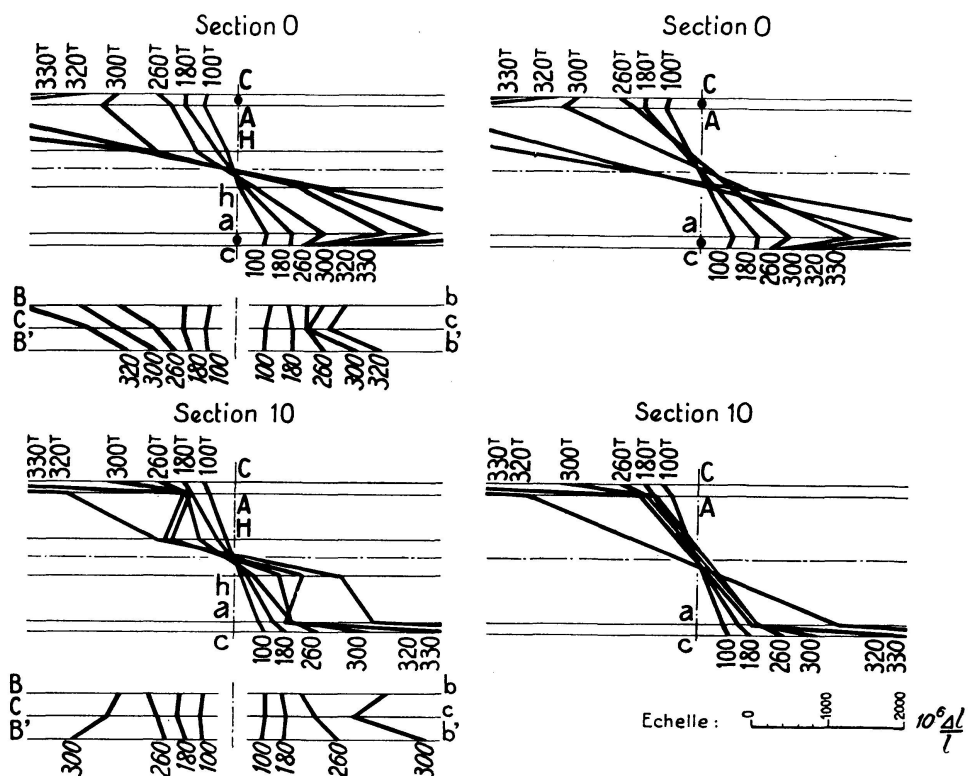 Section 0
330ᵀ 320ᵀ 300ᵀ 260ᵀ 180ᵀ 100ᵀ
C
A
H
h
a
c
100 180 260 300 320 330
B b
C c
B' b'
320 300 260 180 100 100 180 260 300 320
Section 0
330ᵀ 320ᵀ 300ᵀ 260ᵀ 180ᵀ 100ᵀ
C
A
a
c
100 180 260 300 320 330
Section 10
330ᵀ 320ᵀ 300ᵀ 260ᵀ 180ᵀ 100ᵀ
C
A
H
h
a
c
100 180 260 300 320 330
B b
C c
B' b'
300 260 180 100 100 180 260 300
Section 10
330ᵀ 320ᵀ 300ᵀ 260ᵀ 180ᵀ 100ᵀ
C
A
a
c
100 180 260 300 320 330
Echelle : 0 1000 2000 10⁶ Δl/l